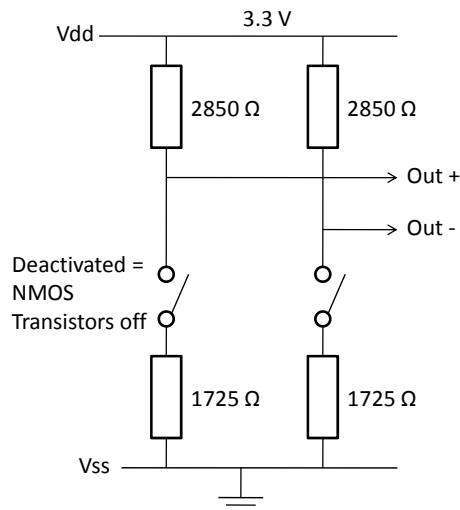 3.3 V
Vdd
2850 Ω
2850 Ω
Out +
Out -
Deactivated =
NMOS
Transistors off
1725 Ω
1725 Ω
Vss